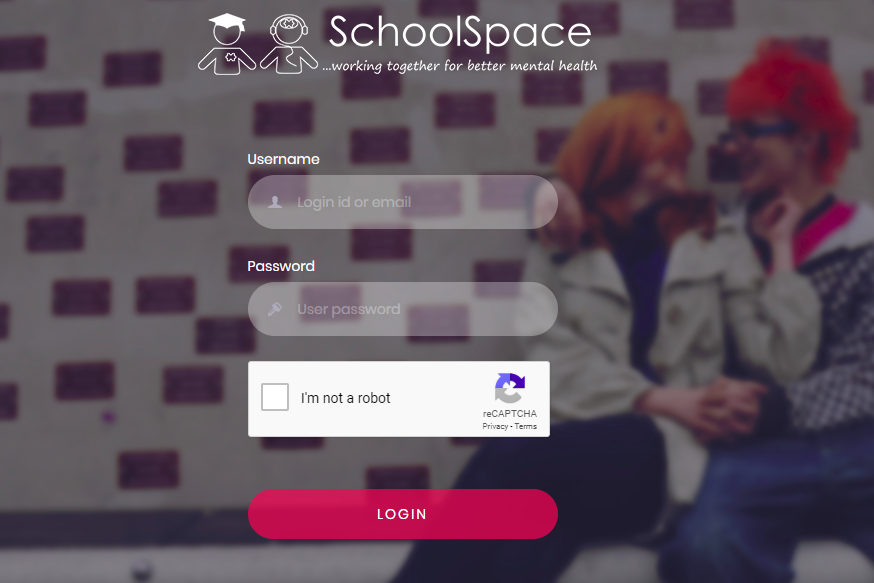 SchoolSpace
...working together for better mental health
Username
Login id or email
Password
User password
I'm not a robot
reCAPTCHA
Privacy - Terms
LOGIN